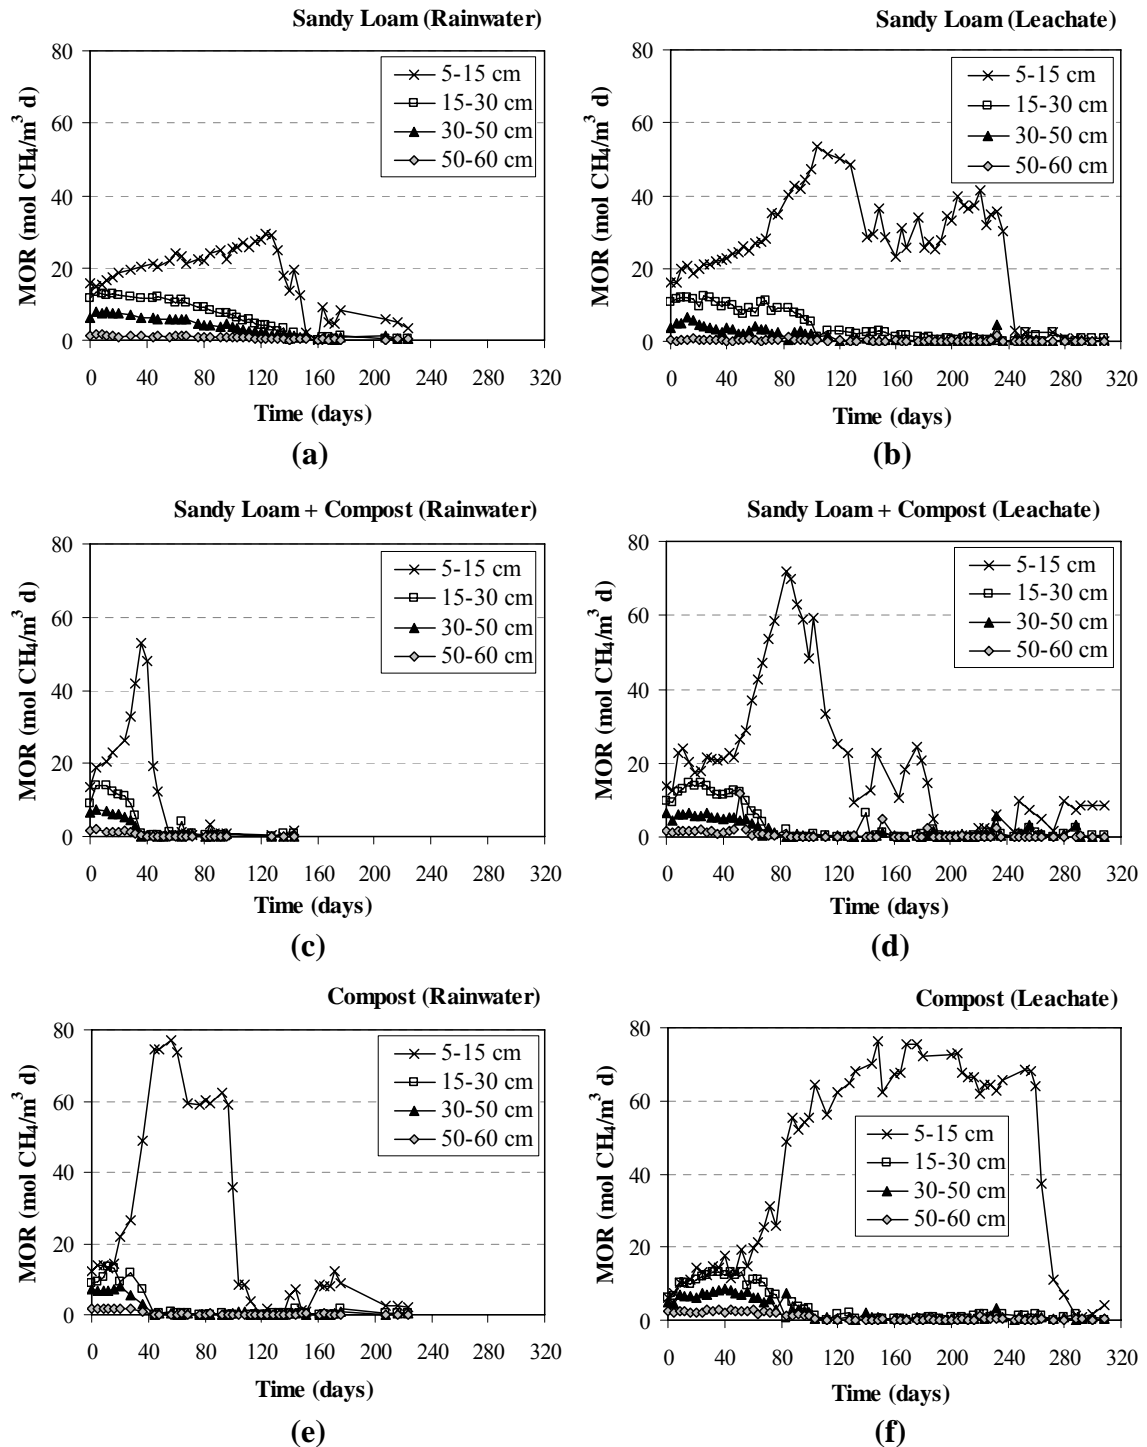 Sandy Loam (Rainwater)
80
60
40
20
0
MOR (mol CH₄/m³ d)
5-15 cm
15-30 cm
30-50 cm
50-60 cm
0 40 80 120 160 200 240 280 320
Time (days)
(a)
Sandy Loam (Leachate)
80
60
40
20
0
MOR (mol CH₄/m³ d)
5-15 cm
15-30 cm
30-50 cm
50-60 cm
0 40 80 120 160 200 240 280 320
Time (days)
(b)
Sandy Loam + Compost (Rainwater)
80
60
40
20
0
MOR (mol CH₄/m³ d)
5-15 cm
15-30 cm
30-50 cm
50-60 cm
0 40 80 120 160 200 240 280 320
Time (days)
(c)
Sandy Loam + Compost (Leachate)
80
60
40
20
0
MOR (mol CH₄/m³ d)
5-15 cm
15-30 cm
30-50 cm
50-60 cm
0 40 80 120 160 200 240 280 320
Time (days)
(d)
Compost (Rainwater)
80
60
40
20
0
MOR (mol CH₄/m³ d)
5-15 cm
15-30 cm
30-50 cm
50-60 cm
0 40 80 120 160 200 240 280 320
Time (days)
(e)
Compost (Leachate)
80
60
40
20
0
MOR (mol CH₄/m³ d)
5-15 cm
15-30 cm
30-50 cm
50-60 cm
0 40 80 120 160 200 240 280 320
Time (days)
(f)